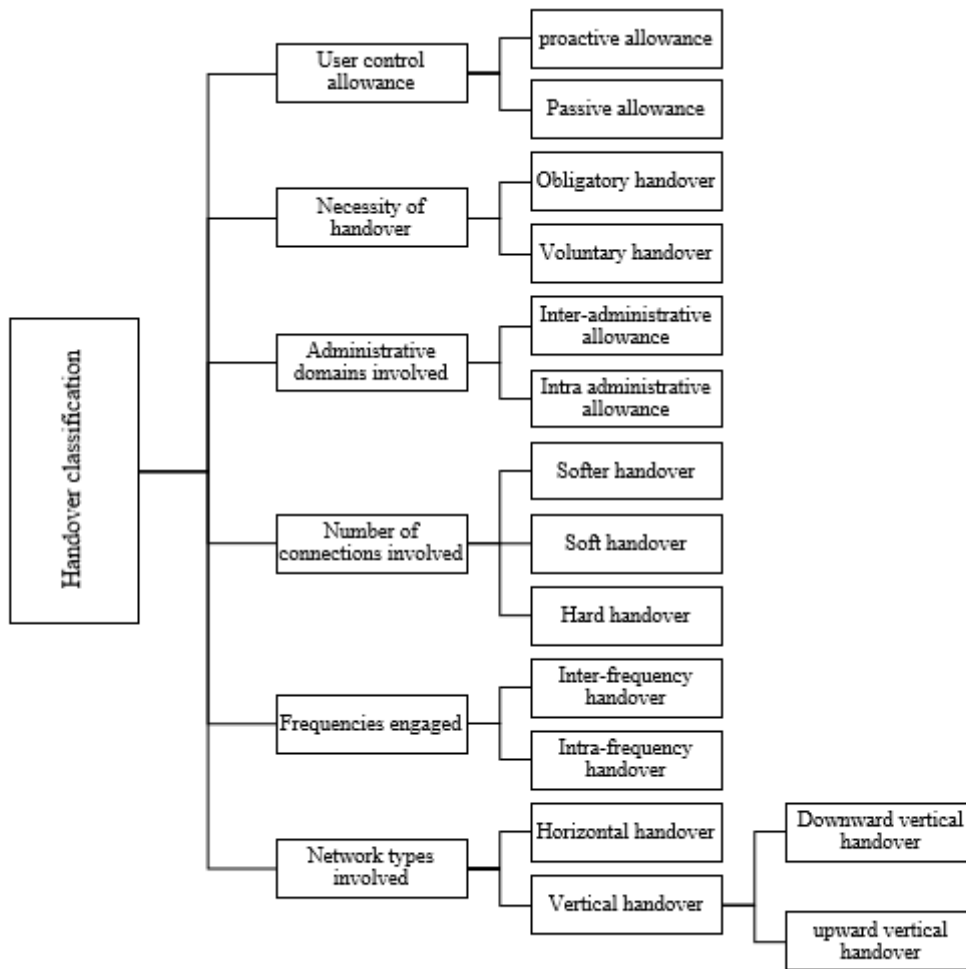 proactive allowance
User control
allowance
Passive allowance
Obligatory handover
Necessity of
handover
Voluntary handover
Inter-administrative
allowance
Administrative
domains involved
Intra administrative
allowance
Handover classification
Softer handover
Number of
connections involved
Soft handover
Hard handover
Inter-frequency
handover
Frequencies engaged
Intra-frequency
handover
Horizontal handover
Downward vertical
handover
Network types
involved
Vertical handover
upward vertical
handover